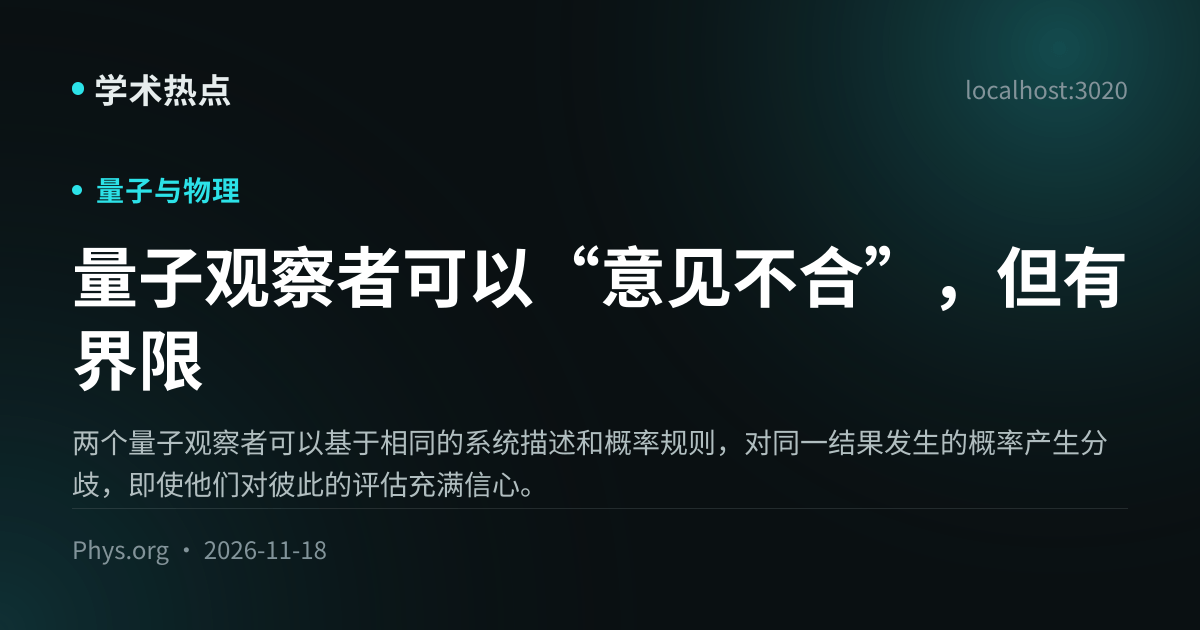 学术热点
localhost:3020
量子与物理
量子观察者可以“意见不合”，但有
界限
两个量子观察者可以基于相同的系统描述和概率规则，对同一结果发生的概率产生分
歧，即使他们对彼此的评估充满信心。
Phys.org · 2026-11-18